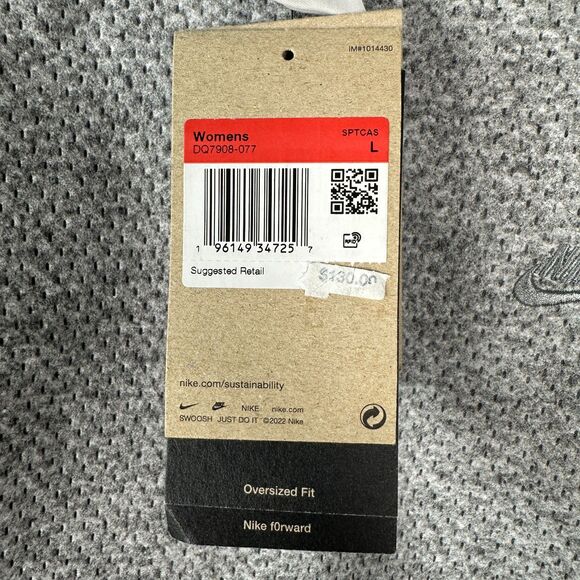 IM#1014430
Womens SPTCAS
DQ7908-077 L
1 96149 34725 7
RFID
Suggested Retail $130.00
nike.com/sustainability
NIKE nike.com
SWOOSH JUST DO IT ©2022 Nike
Oversized Fit
Nike f0rward